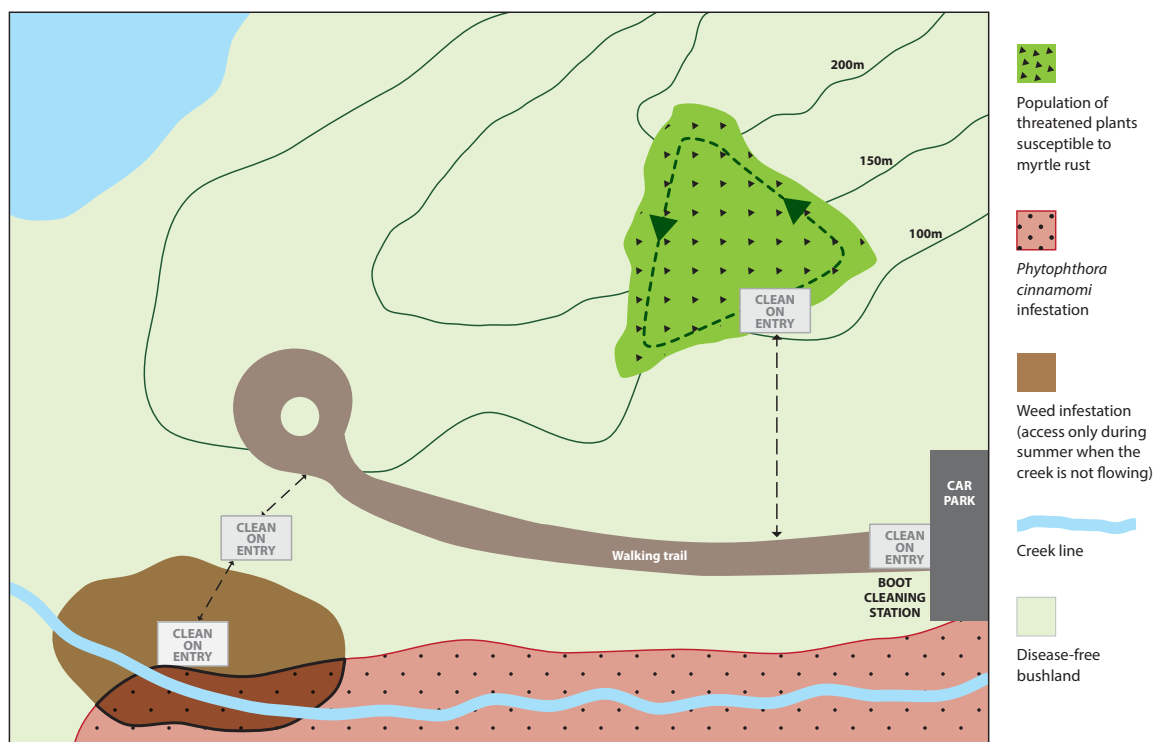 200m
150m
100m
CLEAN
ON
ENTRY
CLEAN
ON
ENTRY
CLEAN
ON
ENTRY
CLEAN
ON
ENTRY
Walking trail
BOOT
CLEANING
STATION
CAR
PARK
Population of
threatened plants
susceptible to
myrtle rust
Phytophthora
cinnamomi
infestation
Weed infestation
(access only during
summer when the
creek is not flowing)
Creek line
Disease-free
bushland